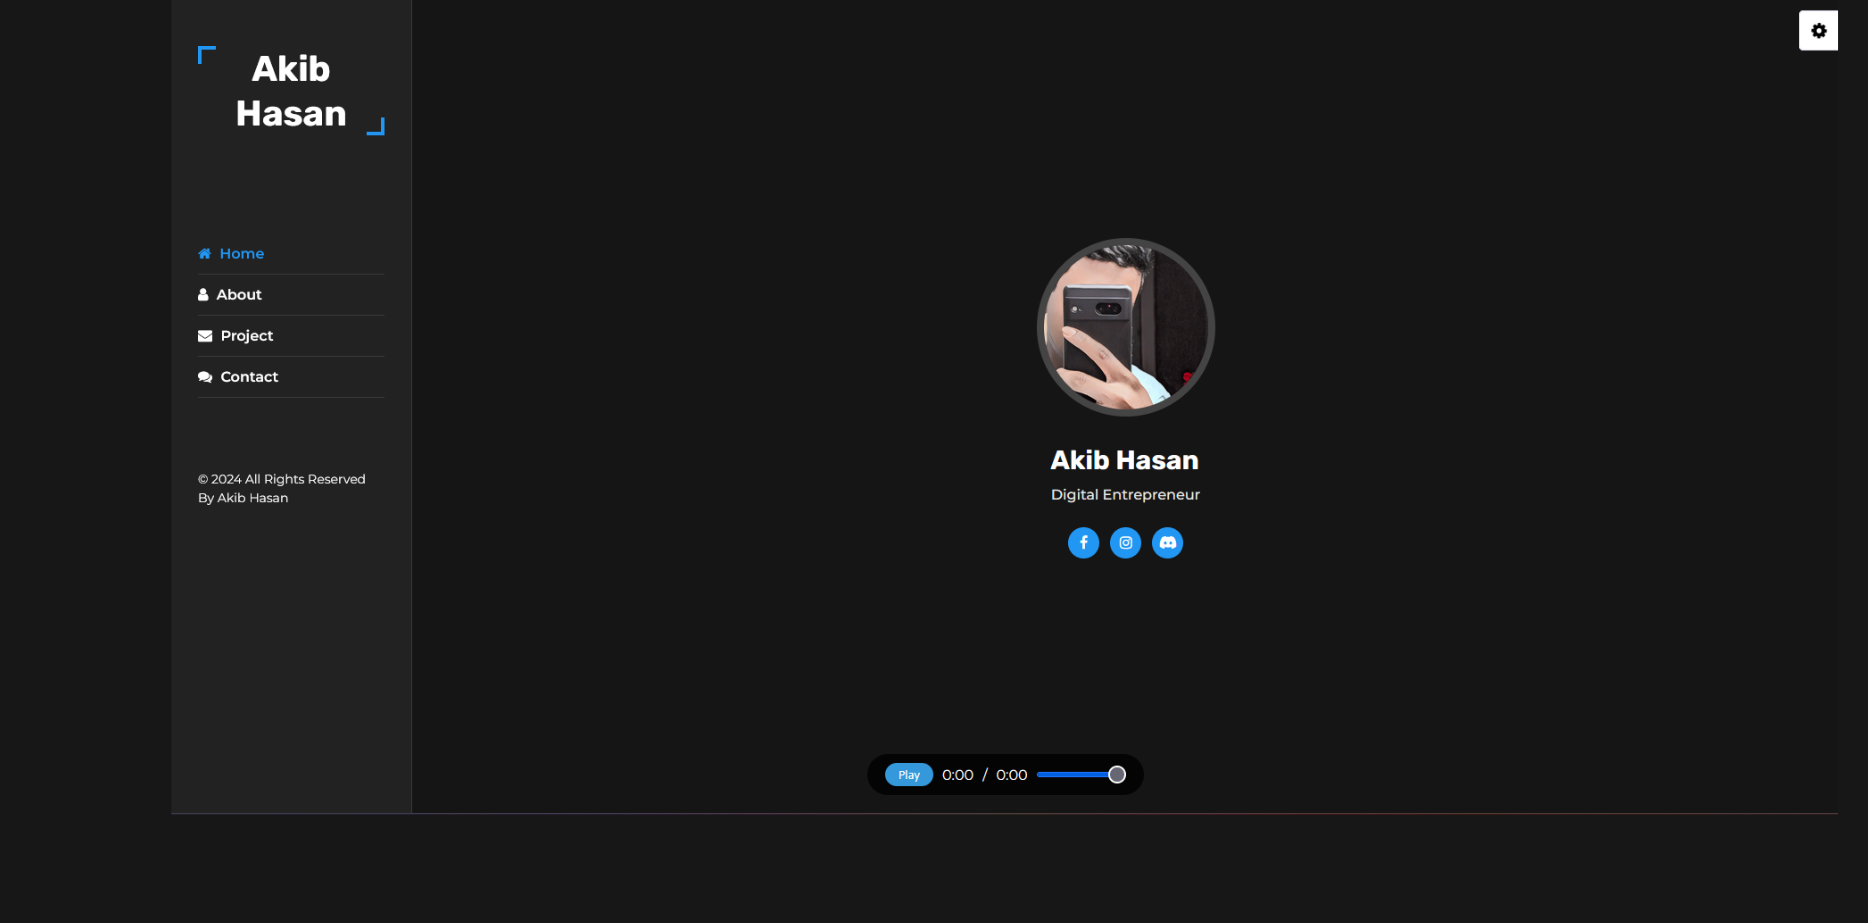 Akib
Hasan
Home
About
Project
Contact
© 2024 All Rights Reserved
By Akib Hasan
Akib Hasan
Digital Entrepreneur
Play 0:00 / 0:00